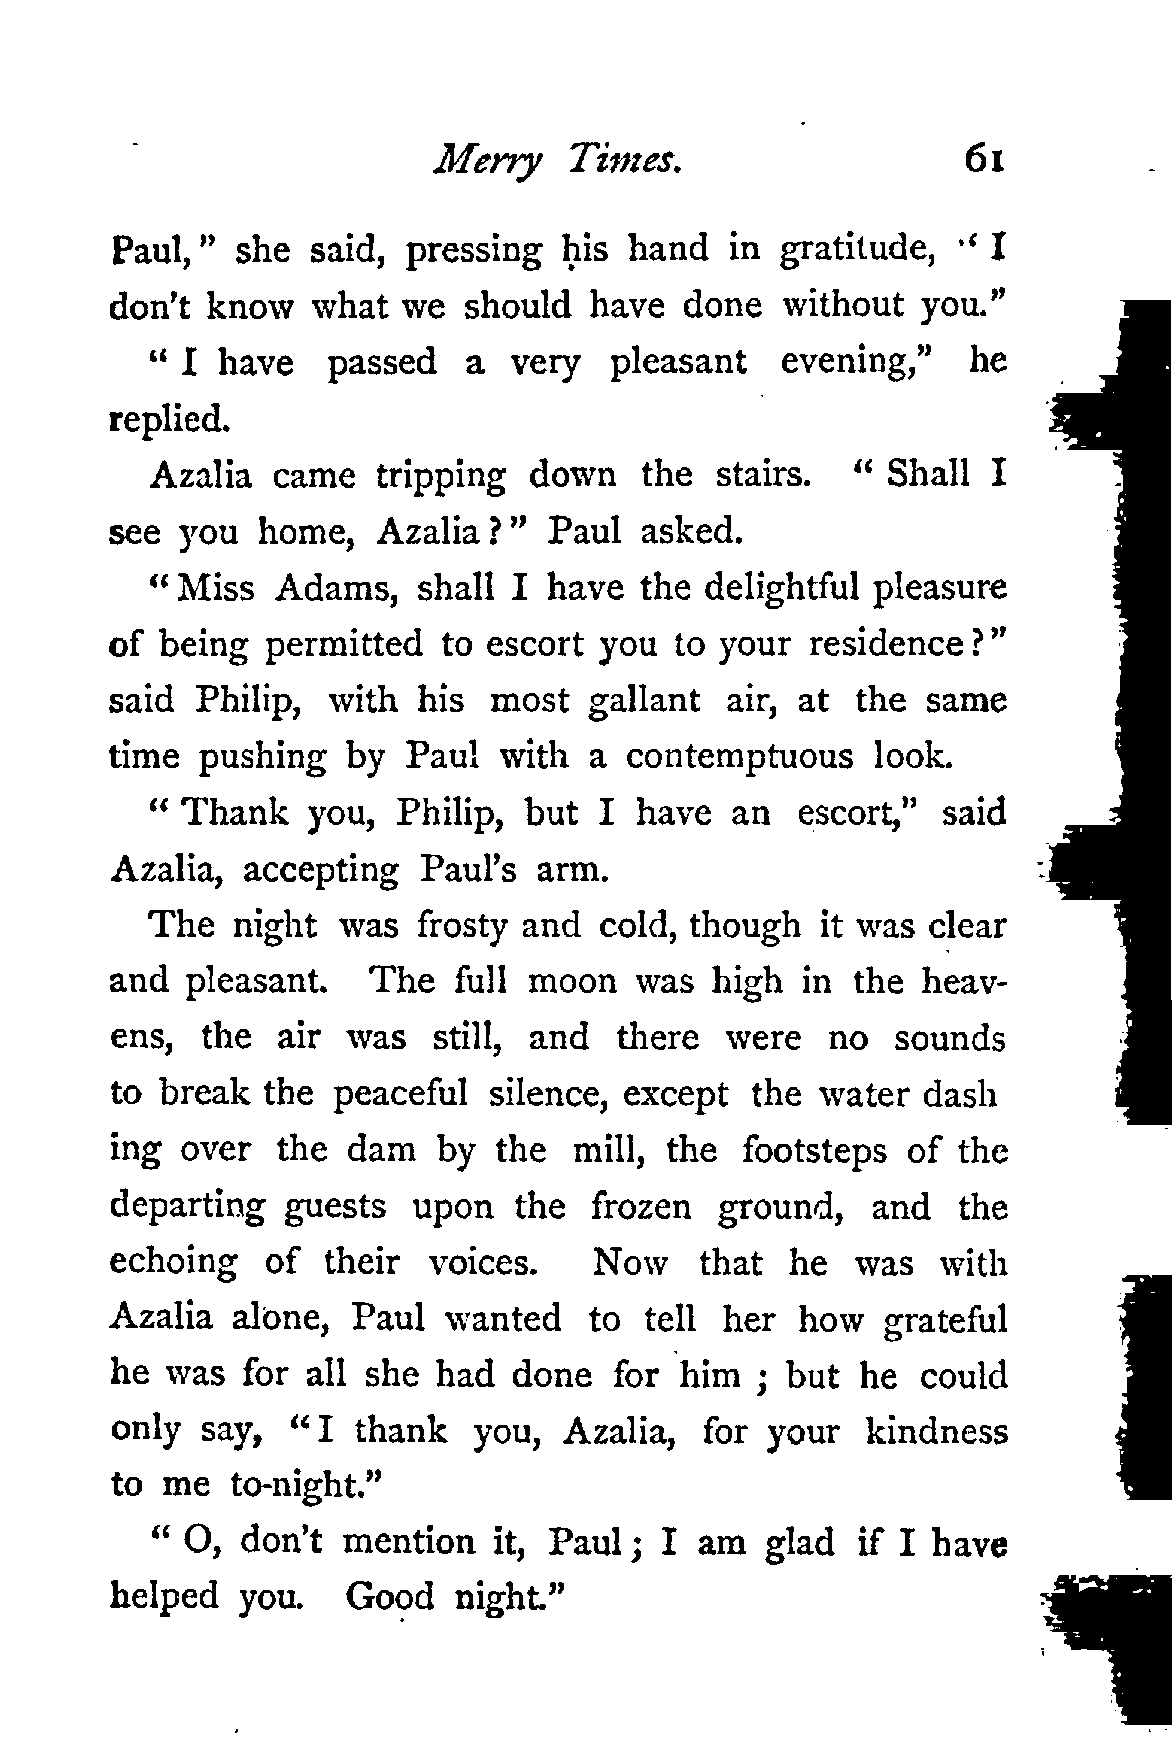 Merry Times. 61
Paul," she said, pressing his hand in gratitude, "I
don't know what we should have done without you."
"I have passed a very pleasant evening," he
replied.
Azalia came tripping down the stairs. "Shall I
see you home, Azalia?" Paul asked.
"Miss Adams, shall I have the delightful pleasure
of being permitted to escort you to your residence?"
said Philip, with his most gallant air, at the same
time pushing by Paul with a contemptuous look.
"Thank you, Philip, but I have an escort," said
Azalia, accepting Paul's arm.
The night was frosty and cold, though it was clear
and pleasant. The full moon was high in the heav-
ens, the air was still, and there were no sounds
to break the peaceful silence, except the water dash
ing over the dam by the mill, the footsteps of the
departing guests upon the frozen ground, and the
echoing of their voices. Now that he was with
Azalia alone, Paul wanted to tell her how grateful
he was for all she had done for him; but he could
only say, "I thank you, Azalia, for your kindness
to me to-night."
"O, don't mention it, Paul; I am glad if I have
helped you. Good night."